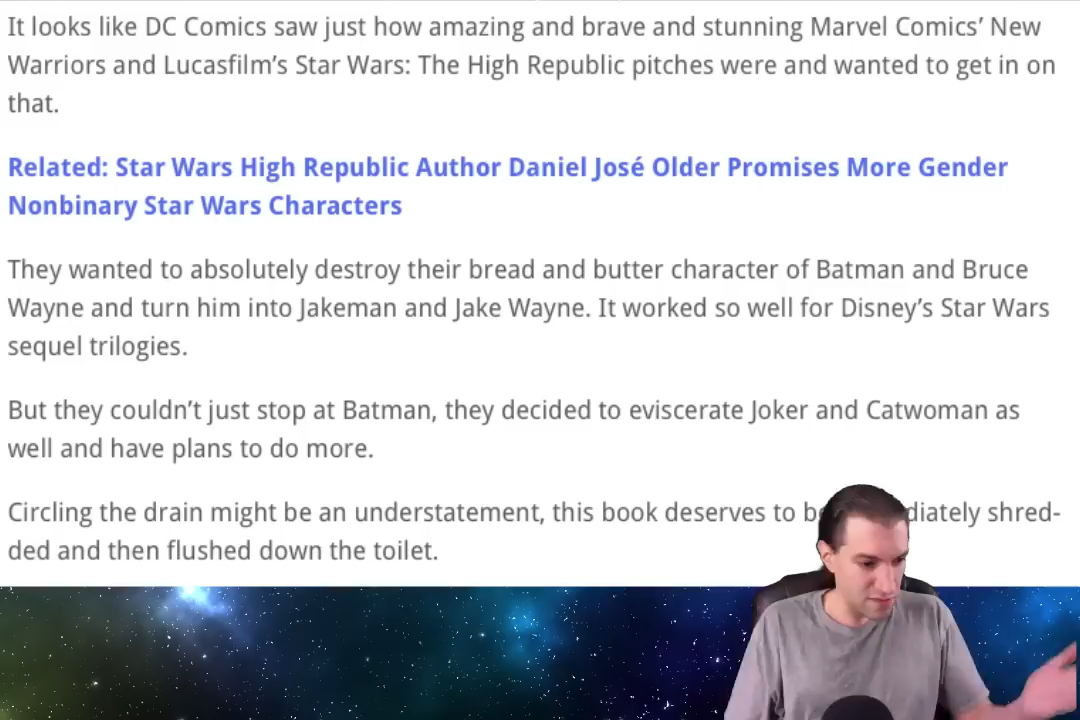 It looks like DC Comics saw just how amazing and brave and stunning Marvel Comics’ New
Warriors and Lucasfilm’s Star Wars: The High Republic pitches were and wanted to get in on
that.
Related: Star Wars High Republic Author Daniel José Older Promises More Gender
Nonbinary Star Wars Characters
They wanted to absolutely destroy their bread and butter character of Batman and Bruce
Wayne and turn him into Jakeman and Jake Wayne. It worked so well for Disney’s Star Wars
sequel trilogies.
But they couldn’t just stop at Batman, they decided to eviscerate Joker and Catwoman as
well and have plans to do more.
Circling the drain might be an understatement, this book deserves to shred-
ded and then flushed down the toilet.